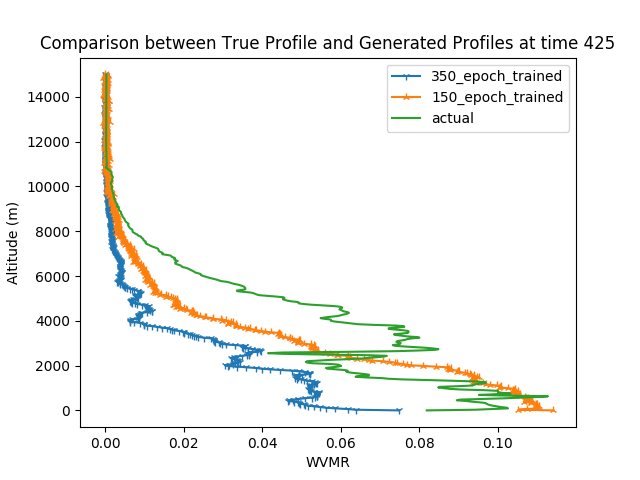 Comparison between True Profile and Generated Profiles at time 425
350_epoch_trained
150_epoch_trained
actual
Altitude (m)
14000
12000
10000
8000
6000
4000
2000
0
0.00 0.02 0.04 0.06 0.08 0.10
WVMR